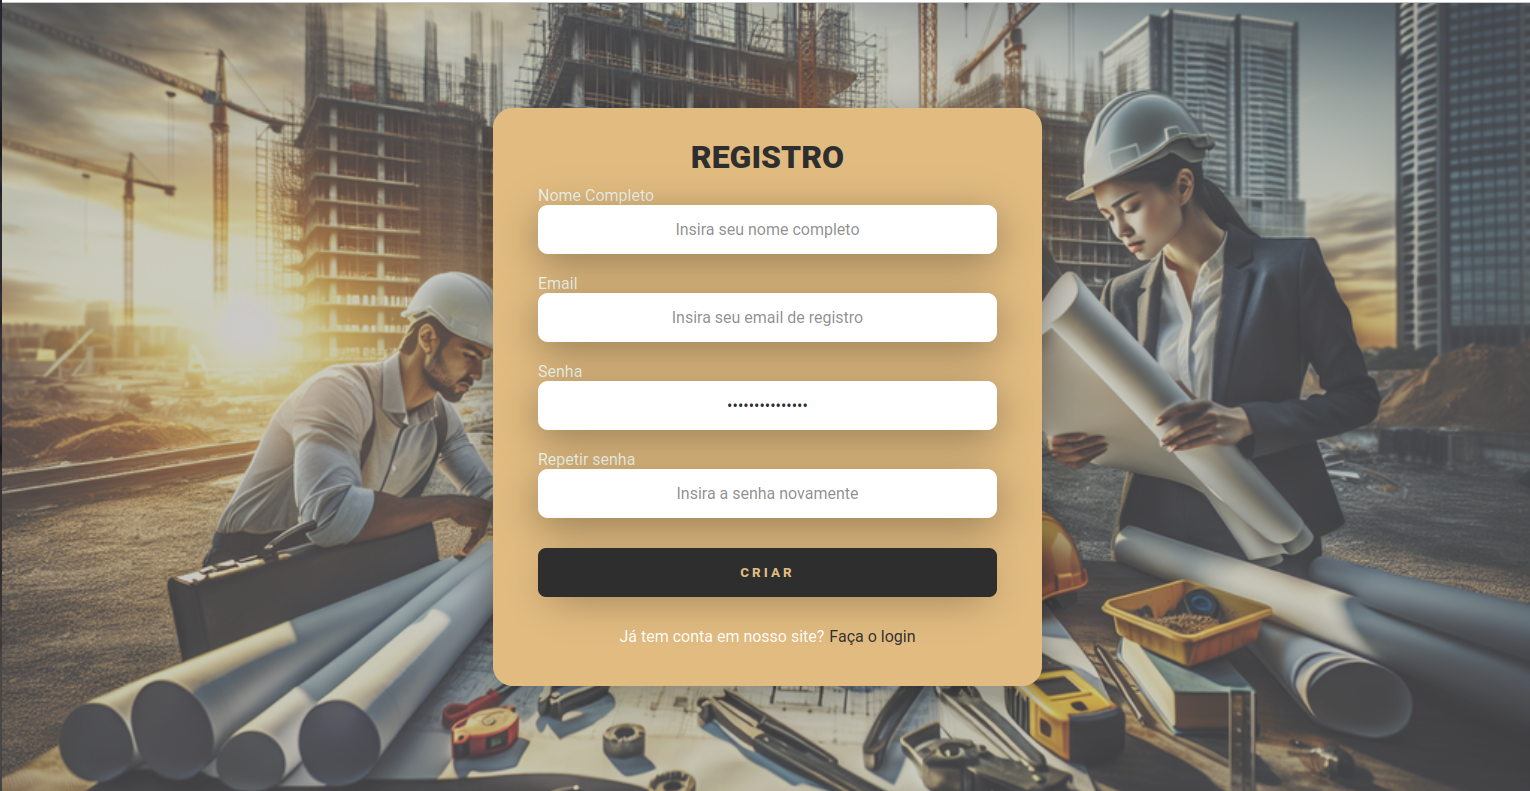 REGISTRO
Nome Completo
Insira seu nome completo
Email
Insira seu email de registro
Senha
•••••••••••••••
Repetir senha
Insira a senha novamente
CRIAR
Já tem conta em nosso site? Faça o login